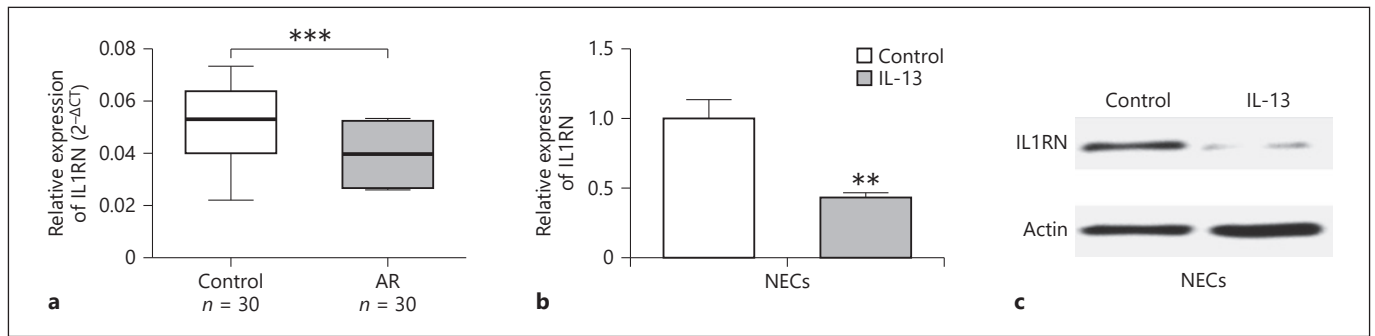 Relative expression
of IL1RN (2⁻ΔCT)
0.08
0.06
0.04
0.02
0
***
Control
n = 30
AR
n = 30
a
Relative expression
of IL1RN
1.5
1.0
0.5
0
Control
IL-13
**
NECs
b
Control IL-13
IL1RN
Actin
NECs
c